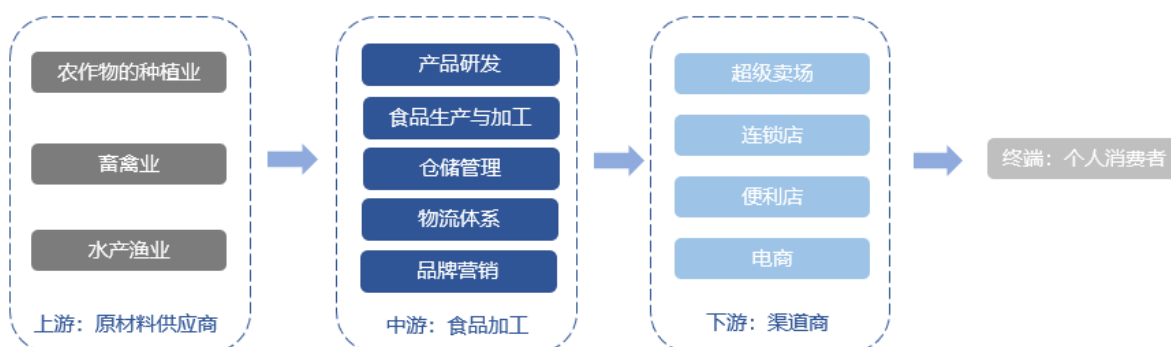 农作物的种植业
畜禽业
水产渔业
上游：原材料供应商
产品研发
食品生产与加工
仓储管理
物流体系
品牌营销
中游：食品加工
超级卖场
连锁店
便利店
电商
下游：渠道商
终端：个人消费者